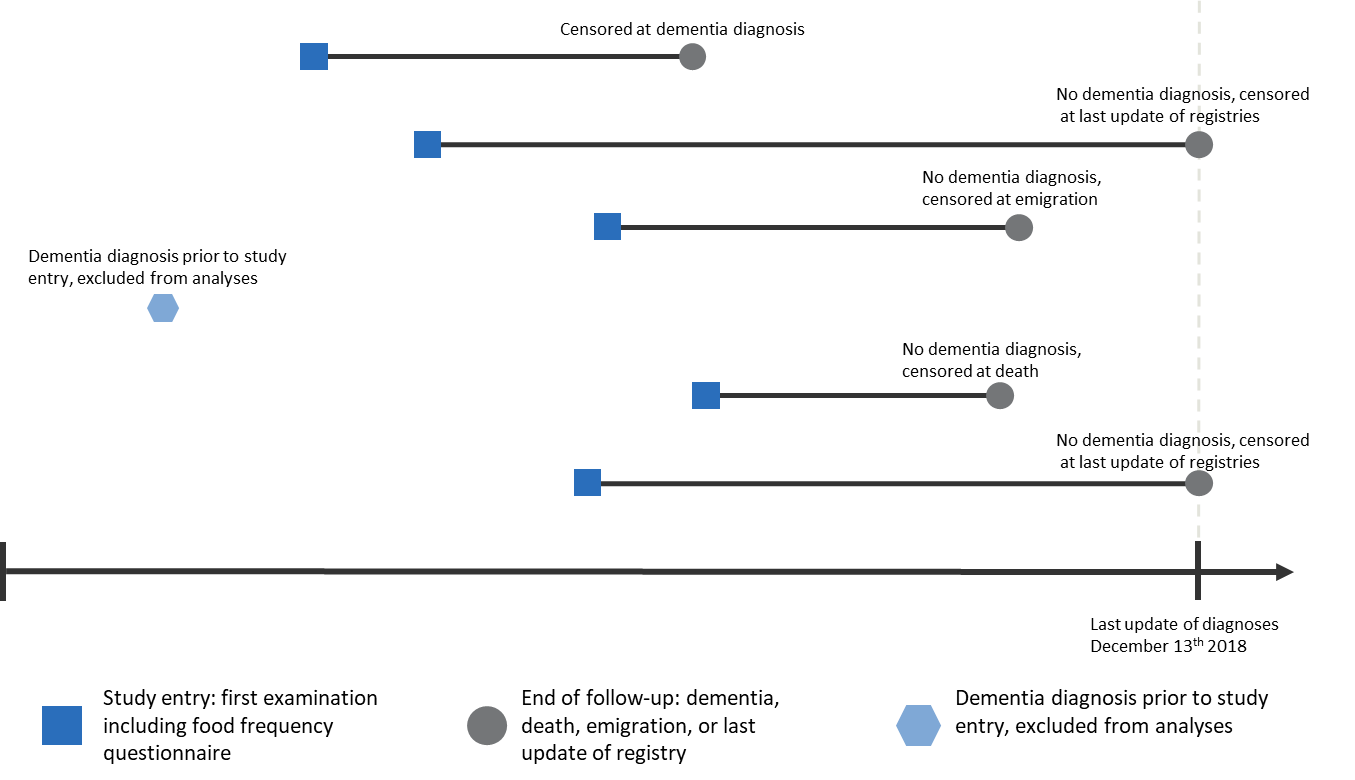 Censored at dementia diagnosis
No dementia diagnosis, censored
at last update of registries
No dementia diagnosis,
censored at emigration
Dementia diagnosis prior to study
entry, excluded from analyses
No dementia diagnosis,
censored at death
No dementia diagnosis, censored
at last update of registries
Last update of diagnoses
December 13th 2018
Study entry: first examination
including food frequency
questionnaire
End of follow-up: dementia,
death, emigration, or last
update of registry
Dementia diagnosis prior to study
entry, excluded from analyses